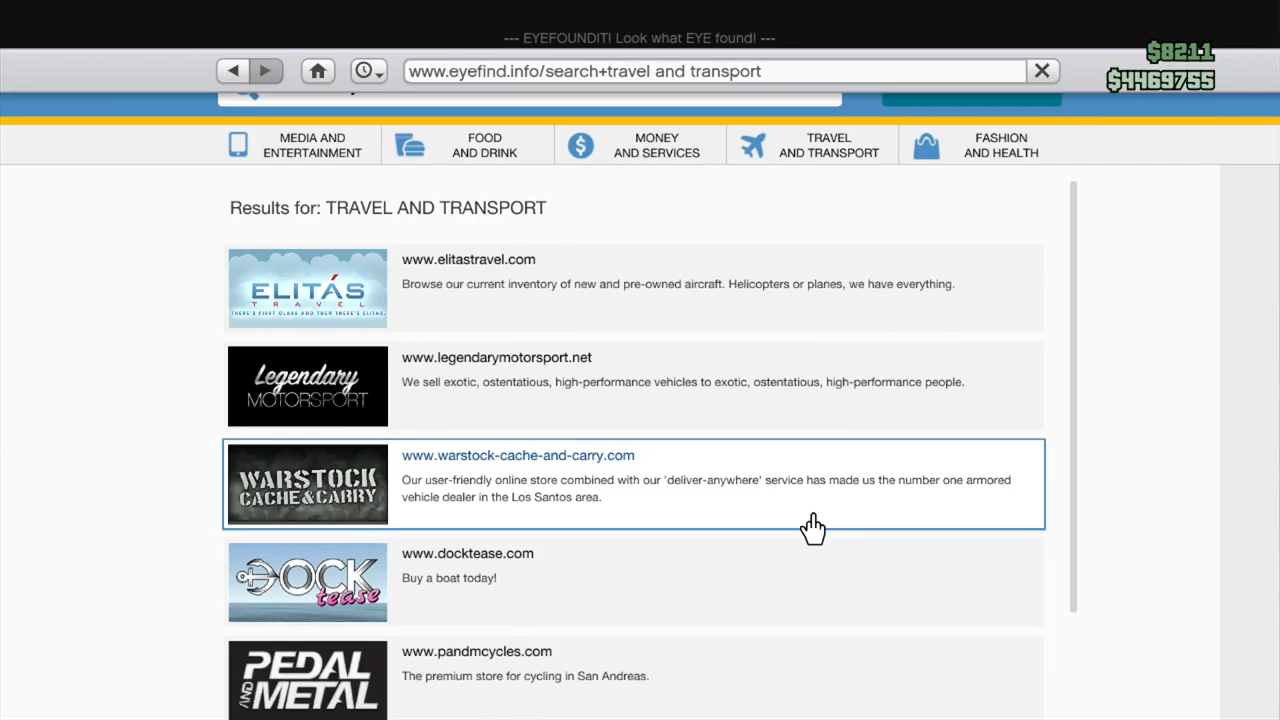 --- EYEFOUNDIT! Look what EYE found! ---
$8211
www.eyefind.info/search+travel and transport
$4469755
MEDIA AND
ENTERTAINMENT
FOOD
AND DRINK
MONEY
AND SERVICES
TRAVEL
AND TRANSPORT
FASHION
AND HEALTH
Results for: TRAVEL AND TRANSPORT
ELITÁS
TRAVEL
THERE'S FIRST CLASS AND THEN THERE'S ELITAS
www.elitastravel.com
Browse our current inventory of new and pre-owned aircraft. Helicopters or planes, we have everything.
Legendary
MOTORSPORT
www.legendarymotorsport.net
We sell exotic, ostentatious, high-performance vehicles to exotic, ostentatious, high-performance people.
WARSTOCK
CACHE&CARRY
www.warstock-cache-and-carry.com
Our user-friendly online store combined with our 'deliver-anywhere' service has made us the number one armored
vehicle dealer in the Los Santos area.
DOCK
tease
www.docktease.com
Buy a boat today!
PEDAL
AND METAL
www.pandmcycles.com
The premium store for cycling in San Andreas.